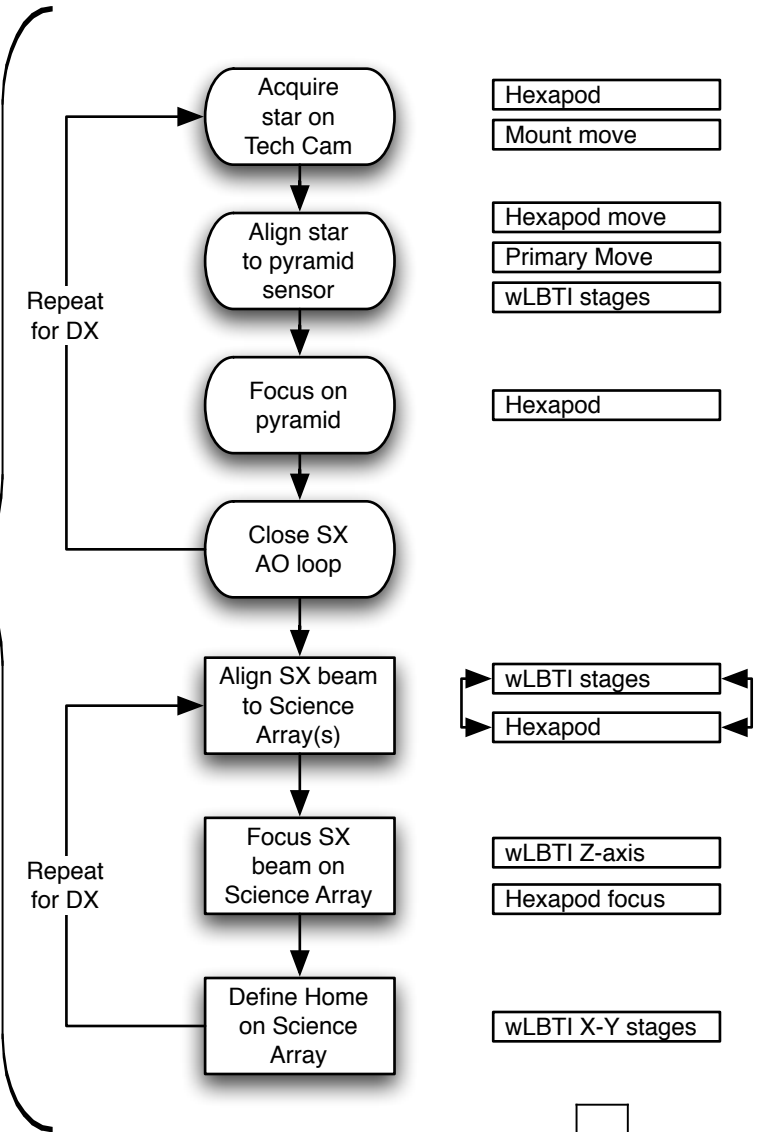 Acquire
star on
Tech Cam
Hexapod
Mount move
Align star
to pyramid
sensor
Hexapod move
Primary Move
wLBTI stages
Repeat
for DX
Focus on
pyramid
Hexapod
Close SX
AO loop
Align SX beam
to Science
Array(s)
wLBTI stages
Hexapod
Focus SX
beam on
Science Array
wLBTI Z-axis
Hexapod focus
Repeat
for DX
Define Home
on Science
Array
wLBTI X-Y stages